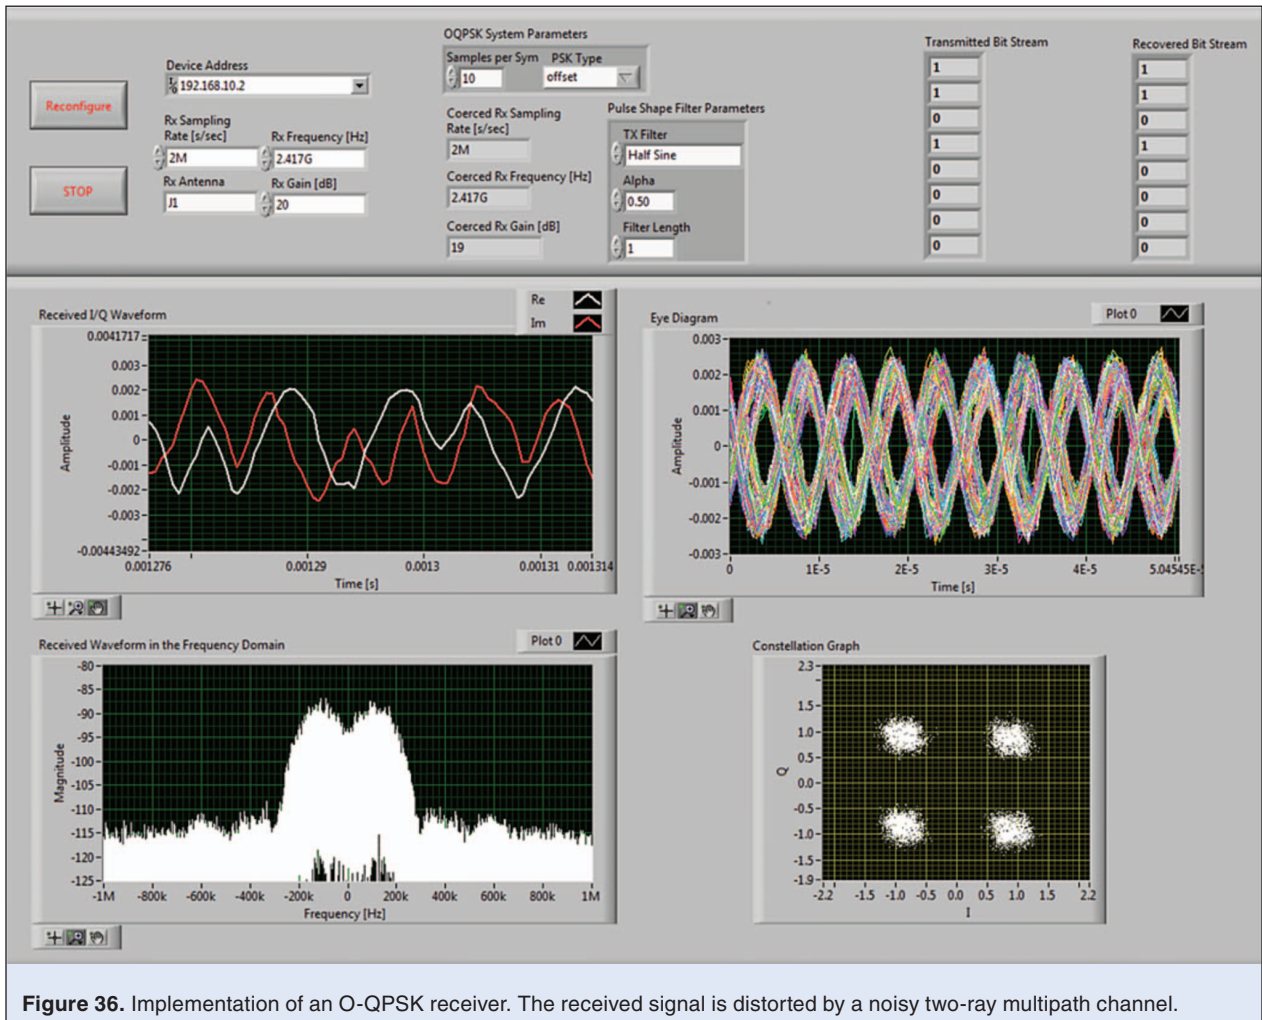 Reconfigure
STOP
Device Address
192.168.10.2
Rx Sampling
Rate [s/sec]
2M
Rx Frequency [Hz]
2.417G
Rx Antenna
J1
Rx Gain [dB]
20
OQPSK System Parameters
Samples per Sym
10
PSK Type
offset
Coerced Rx Sampling
Rate [s/sec]
2M
Coerced Rx Frequency [Hz]
2.417G
Coerced Rx Gain [dB]
19
Pulse Shape Filter Parameters
TX Filter
Half Sine
Alpha
0.50
Filter Length
1
Transmitted Bit Stream
1
1
0
1
0
0
0
0
Recovered Bit Stream
1
1
0
1
0
0
0
0
Received I/Q Waveform
Re
Im
0.0041717
0.003
0.002
0.001
0
-0.001
-0.002
-0.003
-0.00443492
Amplitude
0.001276 0.00129 0.0013 0.00131 0.001314
Time [s]
Eye Diagram
Plot 0
0.003
0.002
0.001
0
-0.001
-0.002
-0.003
Amplitude
0 1E-5 2E-5 3E-5 4E-5 5.04545E-
Time [s]
Received Waveform in the Frequency Domain
Plot 0
-80
-85
-90
-95
-100
-105
-110
-115
-120
-125
Magnitude
-1M -800k -600k -400k -200k 0 200k 400k 600k 800k 1M
Frequency [Hz]
Constellation Graph
2.3
1.5
1.0
0.5
0.0
-0.5
-1.0
-1.5
-1.9
Q
-2.2 -1.5 -1.0 -0.5 0.0 0.5 1.0 1.5 2.2
I
Figure 36. Implementation of an O-QPSK receiver. The received signal is distorted by a noisy two-ray multipath channel.